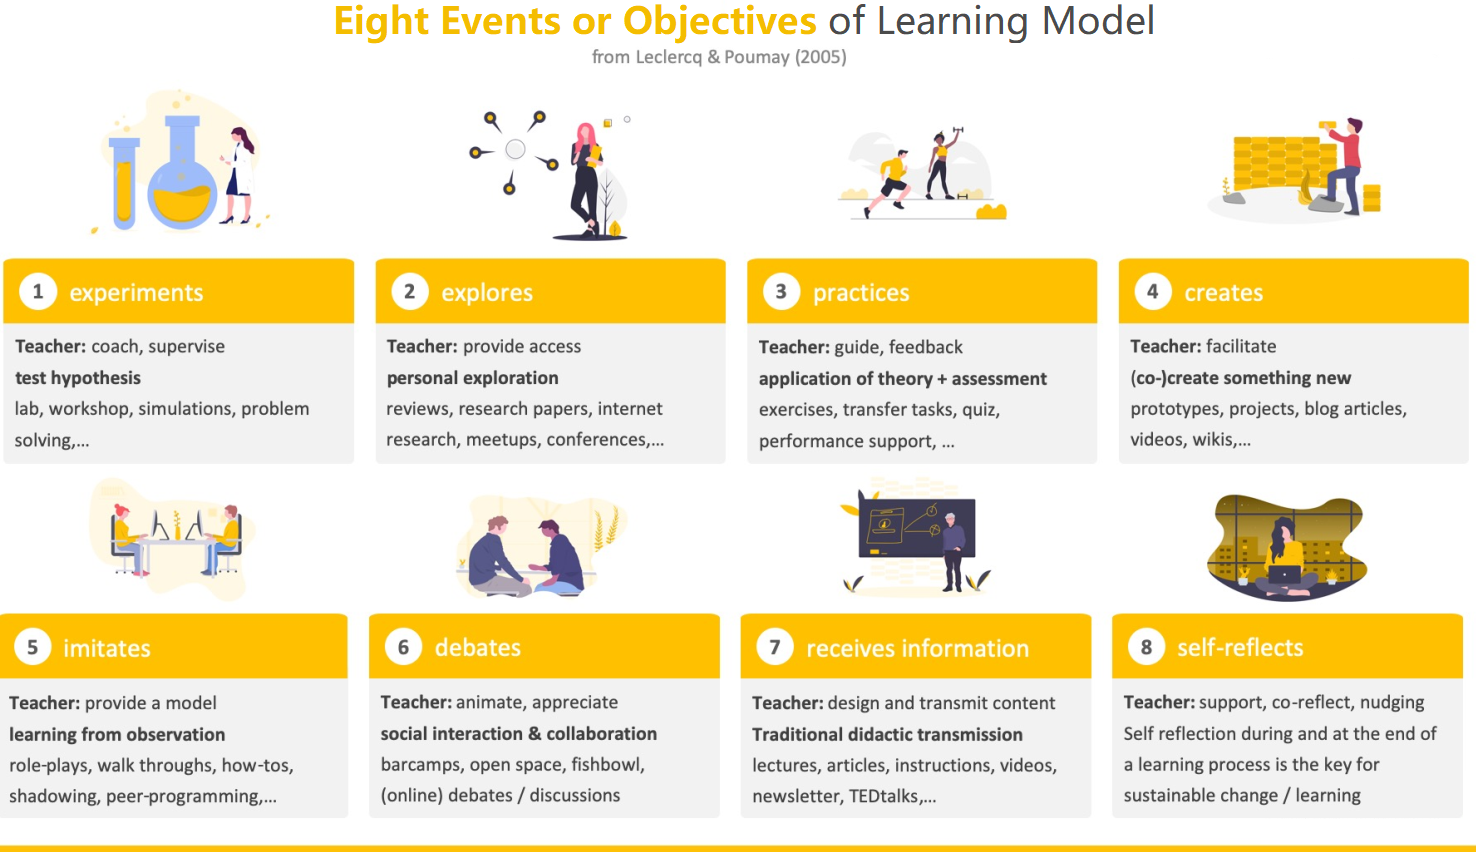 Eight Events or Objectives of Learning Model
from Leclercq & Poumay (2005)
1 experiments
Teacher: coach, supervise
test hypothesis
lab, workshop, simulations, problem
solving,...
2 explores
Teacher: provide access
personal exploration
reviews, research papers, internet
research, meetups, conferences,...
3 practices
Teacher: guide, feedback
application of theory + assessment
exercises, transfer tasks, quiz,
performance support, ...
4 creates
Teacher: facilitate
(co-)create something new
prototypes, projects, blog articles,
videos, wikis,...
5 imitates
Teacher: provide a model
learning from observation
role-plays, walk throughs, how-tos,
shadowing, peer-programming,...
6 debates
Teacher: animate, appreciate
social interaction & collaboration
barcamps, open space, fishbowl,
(online) debates / discussions
7 receives information
Teacher: design and transmit content
Traditional didactic transmission
lectures, articles, instructions, videos,
newsletter, TEDtalks,...
8 self-reflects
Teacher: support, co-reflect, nudging
Self reflection during and at the end of
a learning process is the key for
sustainable change / learning